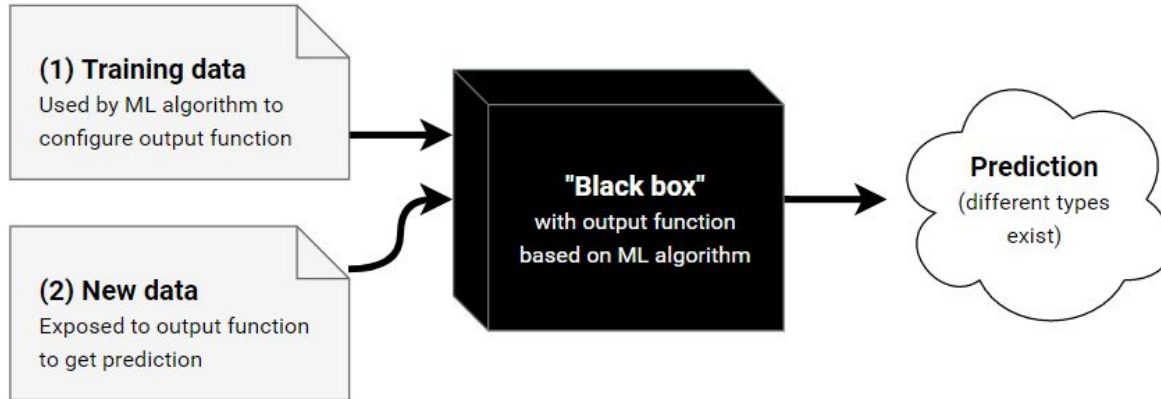 (1) Training data
Used by ML algorithm to
configure output function
(2) New data
Exposed to output function
to get prediction
"Black box"
with output function
based on ML algorithm
Prediction
(different types
exist)